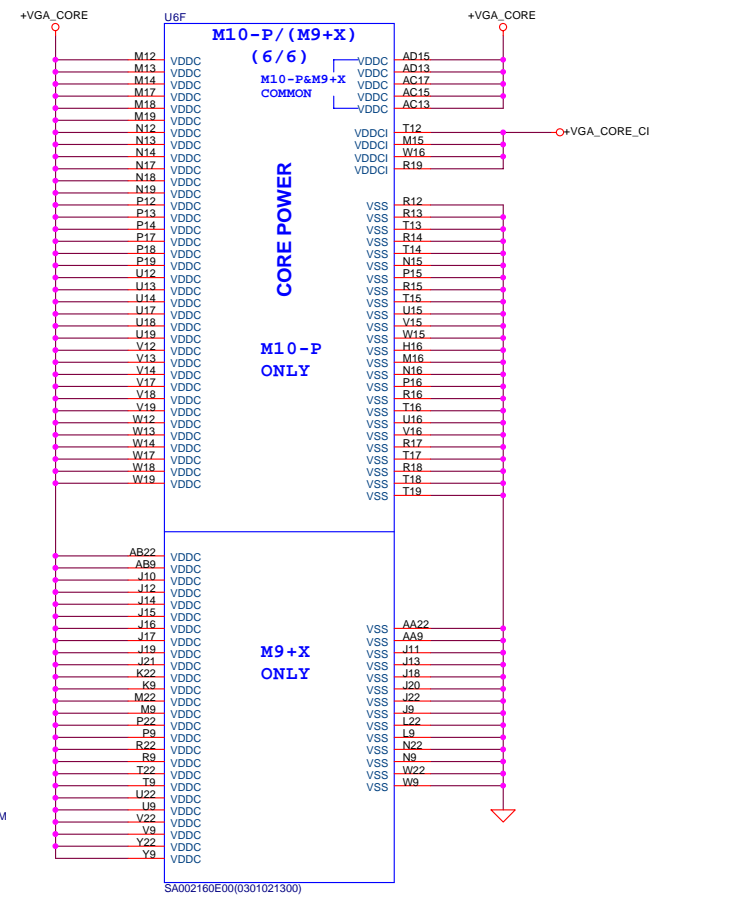 +VGA_CORE
U6F
+VGA_CORE
M10-P/(M9+X)
(6/6)
M10-P&M9+X
COMMON
CORE POWER
M10-P
ONLY
M12 VDDC
M13 VDDC
M14 VDDC
M17 VDDC
M18 VDDC
M19 VDDC
N12 VDDC
N13 VDDC
N14 VDDC
N17 VDDC
N18 VDDC
N19 VDDC
P12 VDDC
P13 VDDC
P14 VDDC
P17 VDDC
P18 VDDC
P19 VDDC
U12 VDDC
U13 VDDC
U14 VDDC
U17 VDDC
U18 VDDC
U19 VDDC
V12 VDDC
V13 VDDC
V14 VDDC
V17 VDDC
V18 VDDC
V19 VDDC
W12 VDDC
W13 VDDC
W14 VDDC
W17 VDDC
W18 VDDC
W19 VDDC
VDDC AD15
VDDC AD13
VDDC AC17
VDDC AC15
VDDC AC13
VDDCI T12
+VGA_CORE_CI
VDDCI M15
VDDCI W16
VDDCI R19
VSS R12
VSS R13
VSS T13
VSS R14
VSS T14
VSS N15
VSS P15
VSS R15
VSS T15
VSS U15
VSS V15
VSS W15
VSS H16
VSS M16
VSS N16
VSS P16
VSS R16
VSS T16
VSS U16
VSS V16
VSS R17
VSS T17
VSS R18
VSS T18
VSS T19
M9+X
ONLY
AB22 VDDC
AB9 VDDC
J10 VDDC
J12 VDDC
J14 VDDC
J15 VDDC
J16 VDDC
J17 VDDC
J19 VDDC
J21 VDDC
K22 VDDC
K9 VDDC
M22 VDDC
M9 VDDC
P22 VDDC
P9 VDDC
R22 VDDC
R9 VDDC
T22 VDDC
T9 VDDC
U22 VDDC
U9 VDDC
V22 VDDC
V9 VDDC
Y22 VDDC
Y9 VDDC
VSS AA22
VSS AA9
VSS J11
VSS J13
VSS J18
VSS J20
VSS J22
VSS J9
VSS L22
VSS L9
VSS N22
VSS N9
VSS W22
VSS W9
M
SA002160E00(0301021300)